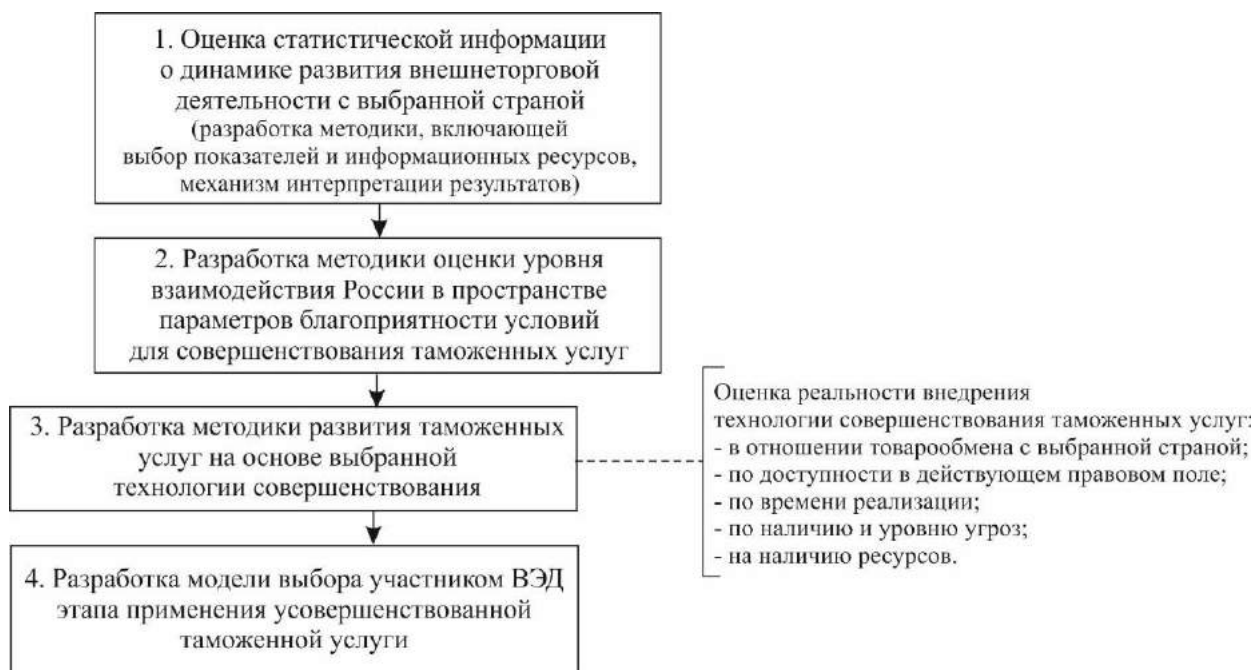 1. Оценка статистической информации
о динамике развития внешнеторговой
деятельности с выбранной страной
(разработка методики, включающей
выбор показателей и информационных ресурсов,
механизм интерпретации результатов)
2. Разработка методики оценки уровня
взаимодействия России в пространстве
параметров благоприятности условий
для совершенствования таможенных услуг
3. Разработка методики развития таможенных
услуг на основе выбранной
технологии совершенствования
Оценка реальности внедрения
технологии совершенствования таможенных услуг:
- в отношении товарообмена с выбранной страной;
- по доступности в действующем правовом поле;
- по времени реализации;
- по наличию и уровню угроз;
- на наличию ресурсов.
4. Разработка модели выбора участником ВЭД
этапа применения усовершенствованной
таможенной услуги